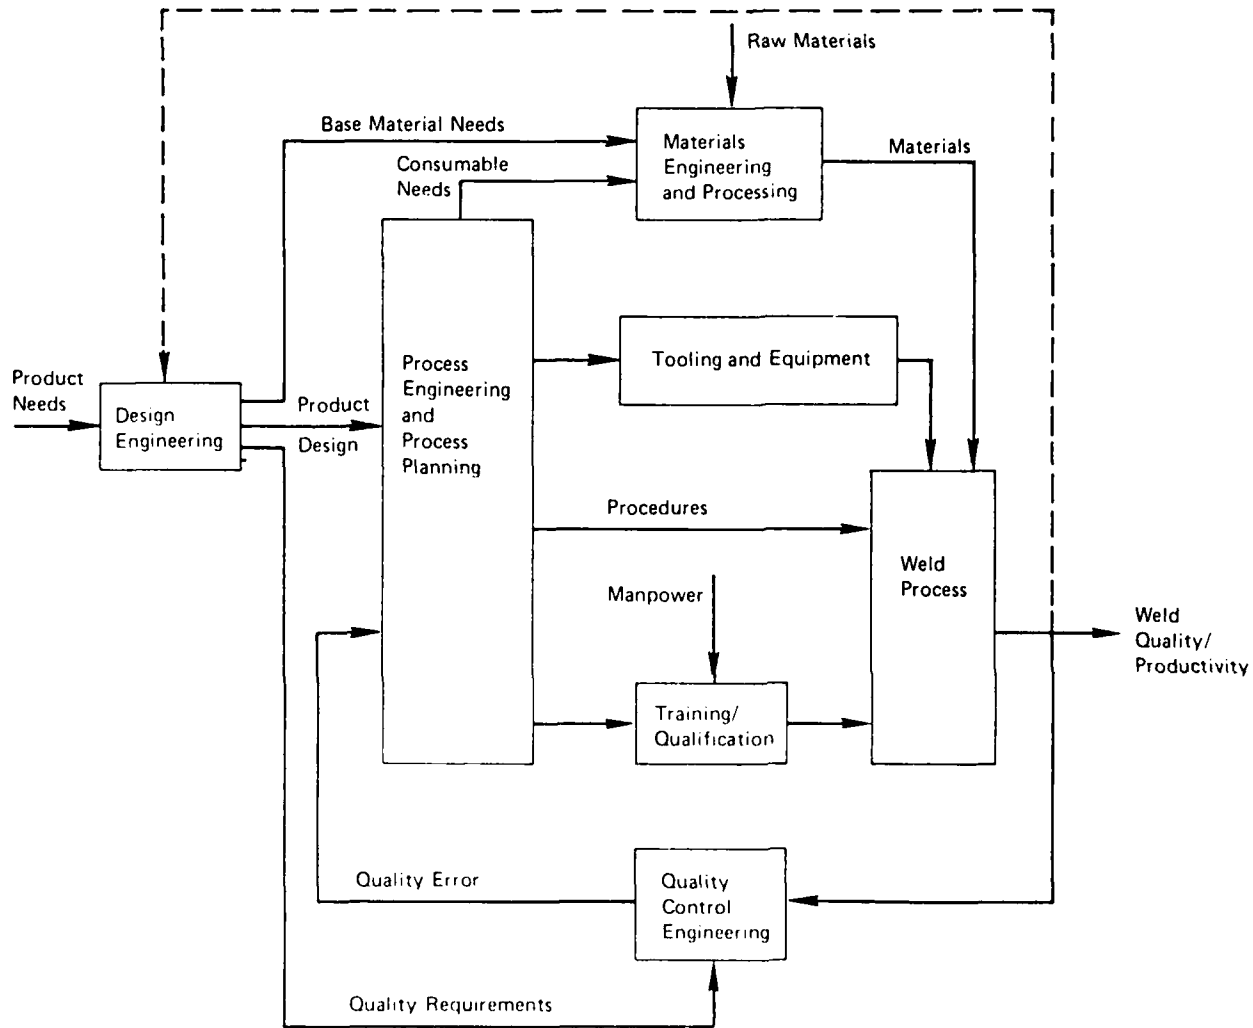 Raw Materials
Base Material Needs
Consumable
Needs
Materials
Engineering
and Processing
Materials
Product
Needs
Design
Engineering
Product
Design
Process
Engineering
and
Process
Planning
Tooling and Equipment
Procedures
Manpower
Weld
Process
Training/
Qualification
Weld
Quality/
Productivity
Quality Error
Quality
Control
Engineering
Quality Requirements